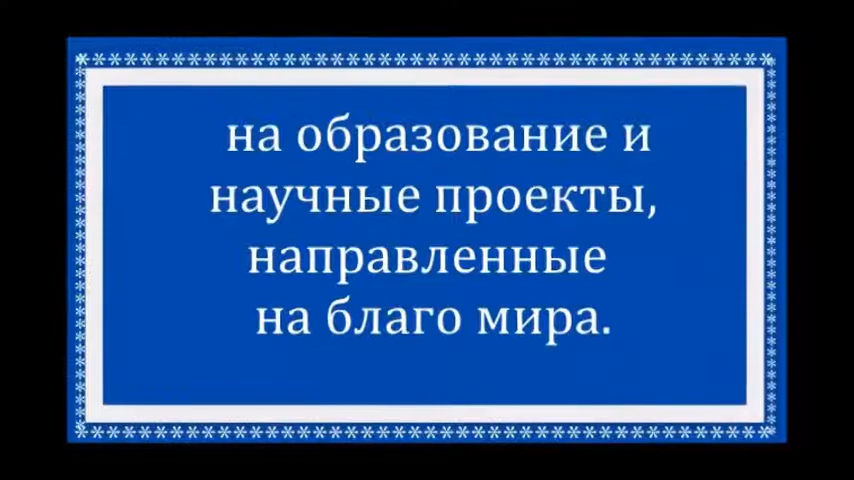 на образование и
научные проекты,
направленные
на благо мира.